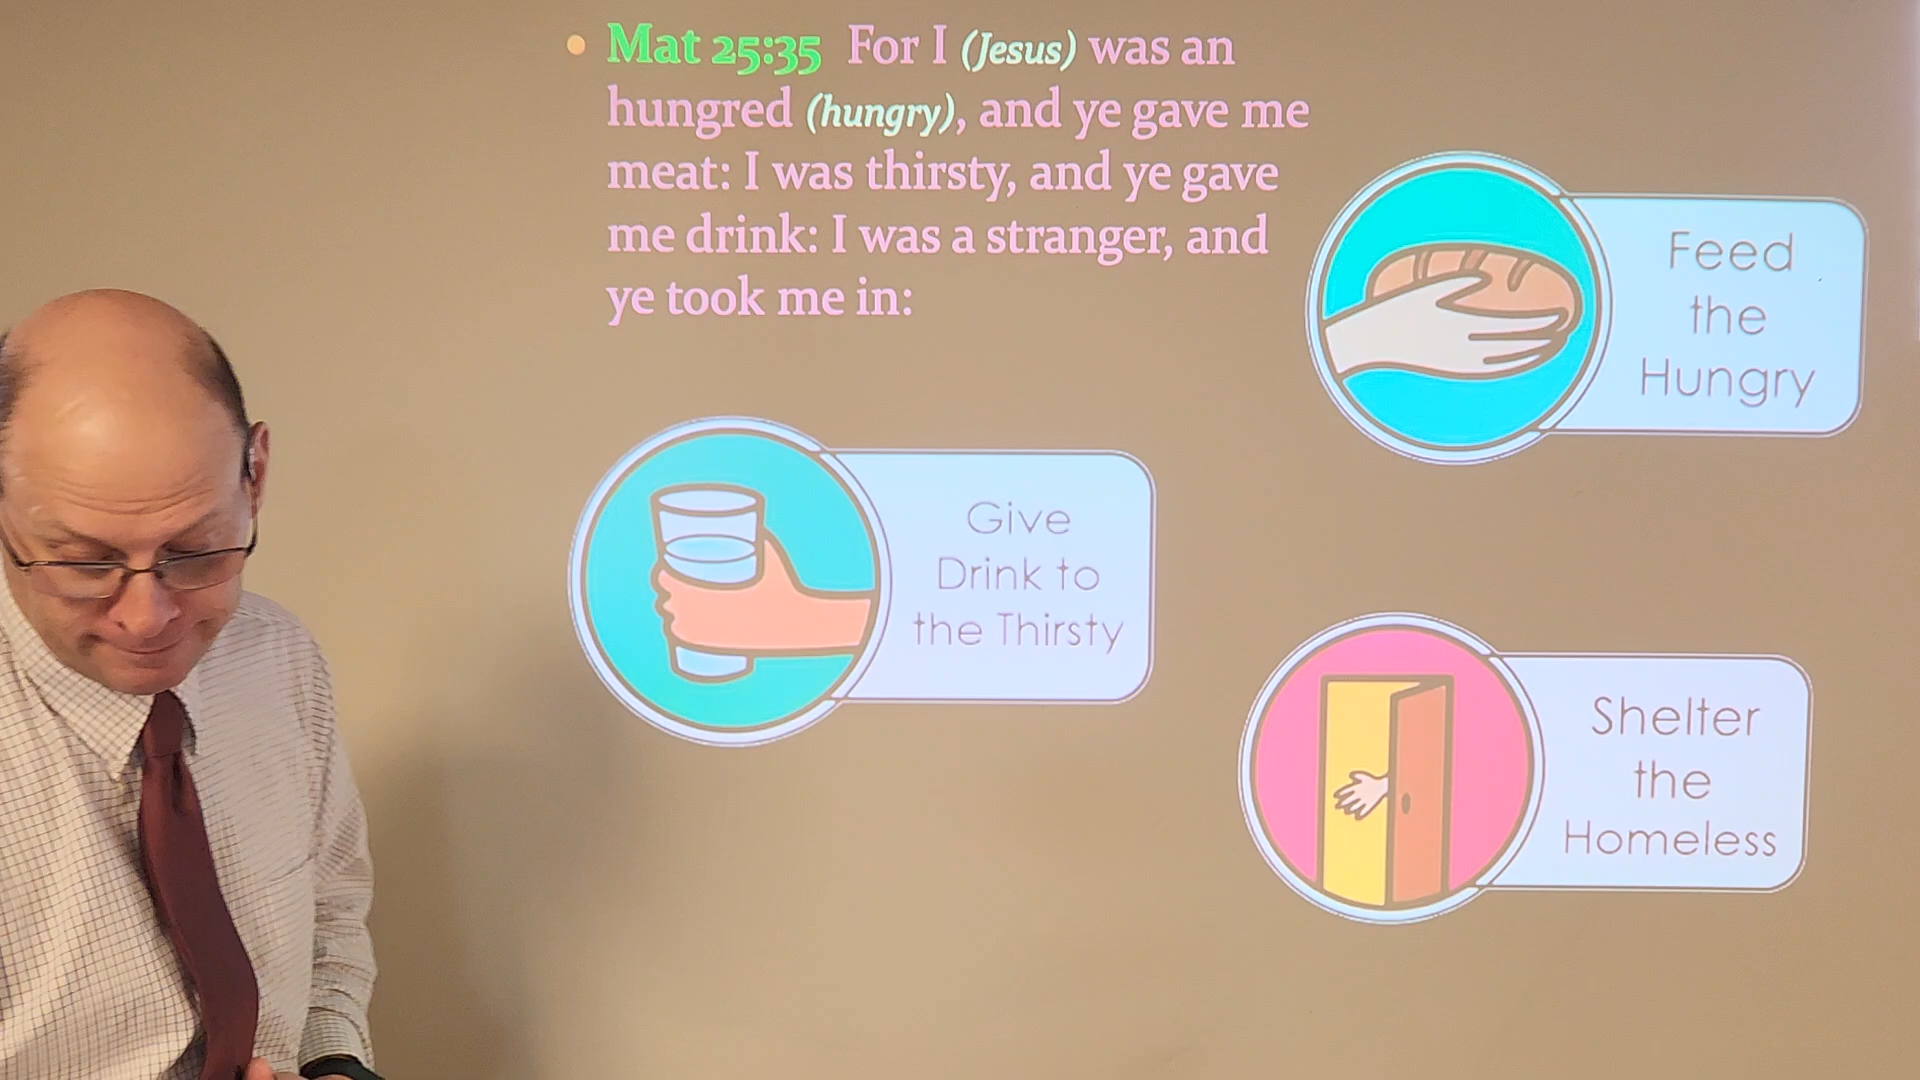 • Mat 25:35 For I (Jesus) was an
hungred (hungry), and ye gave me
meat: I was thirsty, and ye gave
me drink: I was a stranger, and
ye took me in:
Feed
the
Hungry
Give
Drink to
the Thirsty
Shelter
the
Homeless